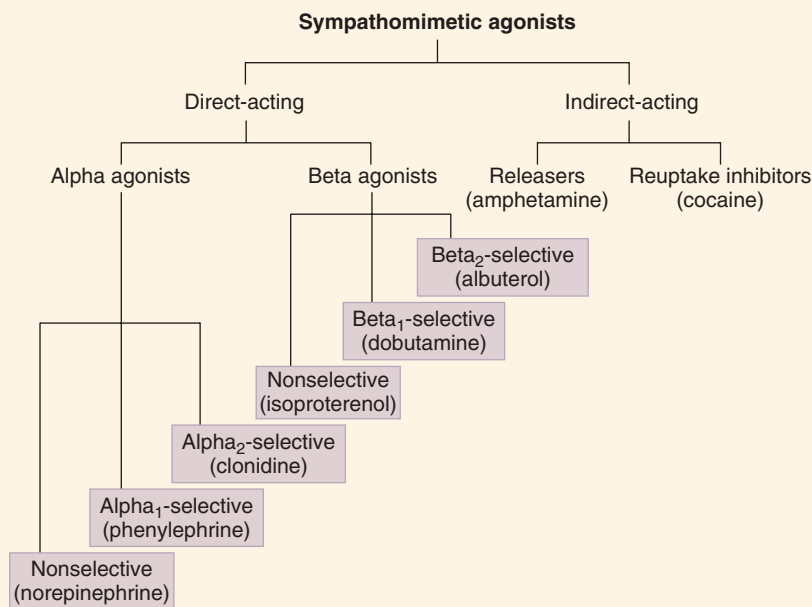 Sympathomimetic agonists
Direct-acting
Indirect-acting
Alpha agonists
Beta agonists
Releasers
(amphetamine)
Reuptake inhibitors
(cocaine)
Beta₂-selective
(albuterol)
Beta₁-selective
(dobutamine)
Nonselective
(isoproterenol)
Alpha₂-selective
(clonidine)
Alpha₁-selective
(phenylephrine)
Nonselective
(norepinephrine)